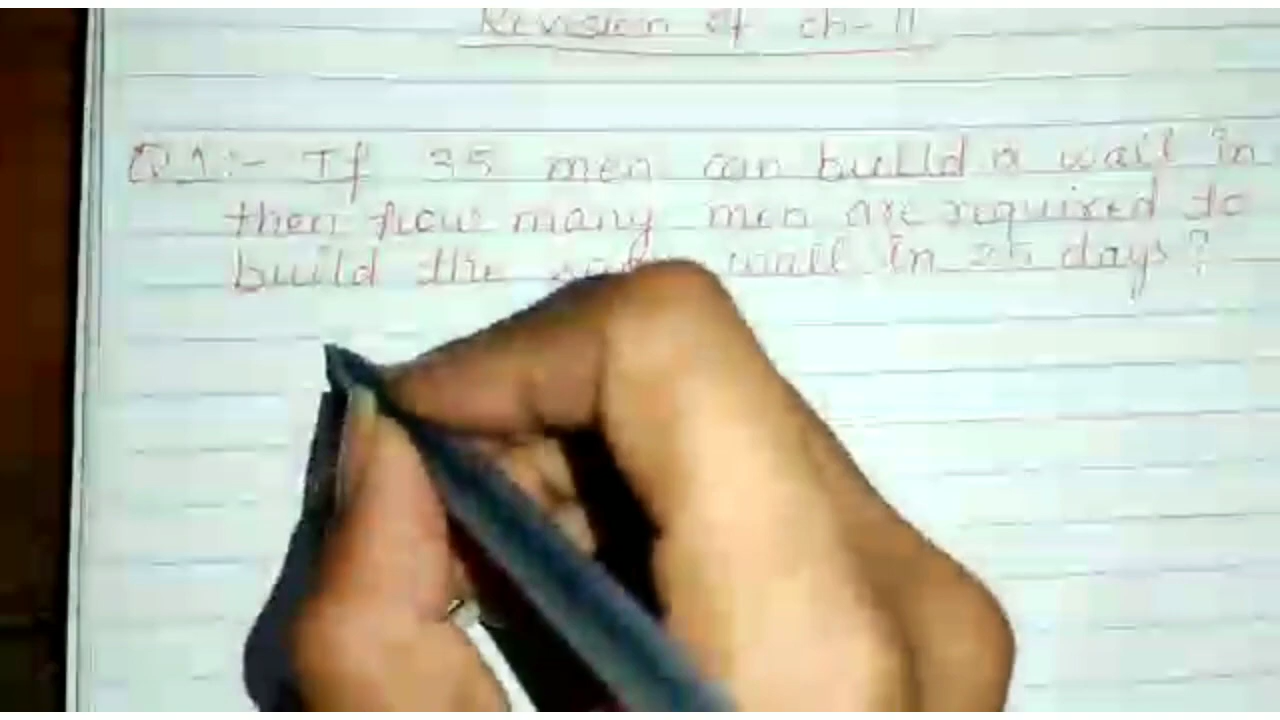 Revision of ch-11
Q1:- If 35 men can build a wall in
then how many men are required to
build the wall in 25 days?